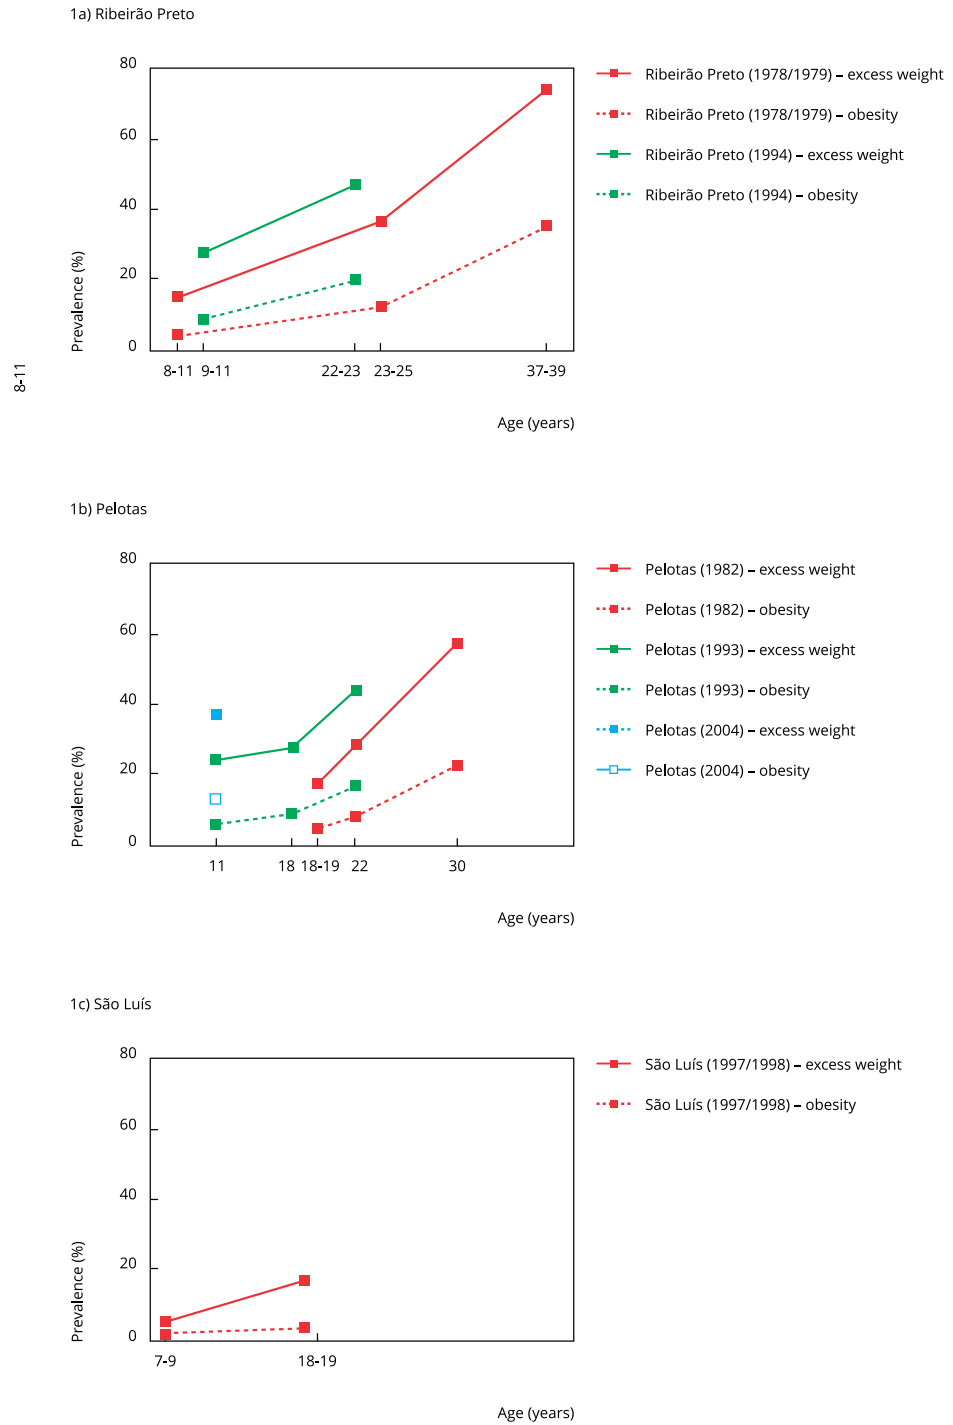 1a) Ribeirão Preto
80
60
40
20
0
Prevalence (%)
8-11 9-11 22-23 23-25 37-39
Age (years)
Ribeirão Preto (1978/1979) – excess weight
Ribeirão Preto (1978/1979) – obesity
Ribeirão Preto (1994) – excess weight
Ribeirão Preto (1994) – obesity
8-11
1b) Pelotas
80
60
40
20
0
Prevalence (%)
11 18 18-19 22 30
Age (years)
Pelotas (1982) – excess weight
Pelotas (1982) – obesity
Pelotas (1993) – excess weight
Pelotas (1993) – obesity
Pelotas (2004) – excess weight
Pelotas (2004) – obesity
1c) São Luís
80
60
40
20
0
Prevalence (%)
7-9 18-19
Age (years)
São Luís (1997/1998) – excess weight
São Luís (1997/1998) – obesity